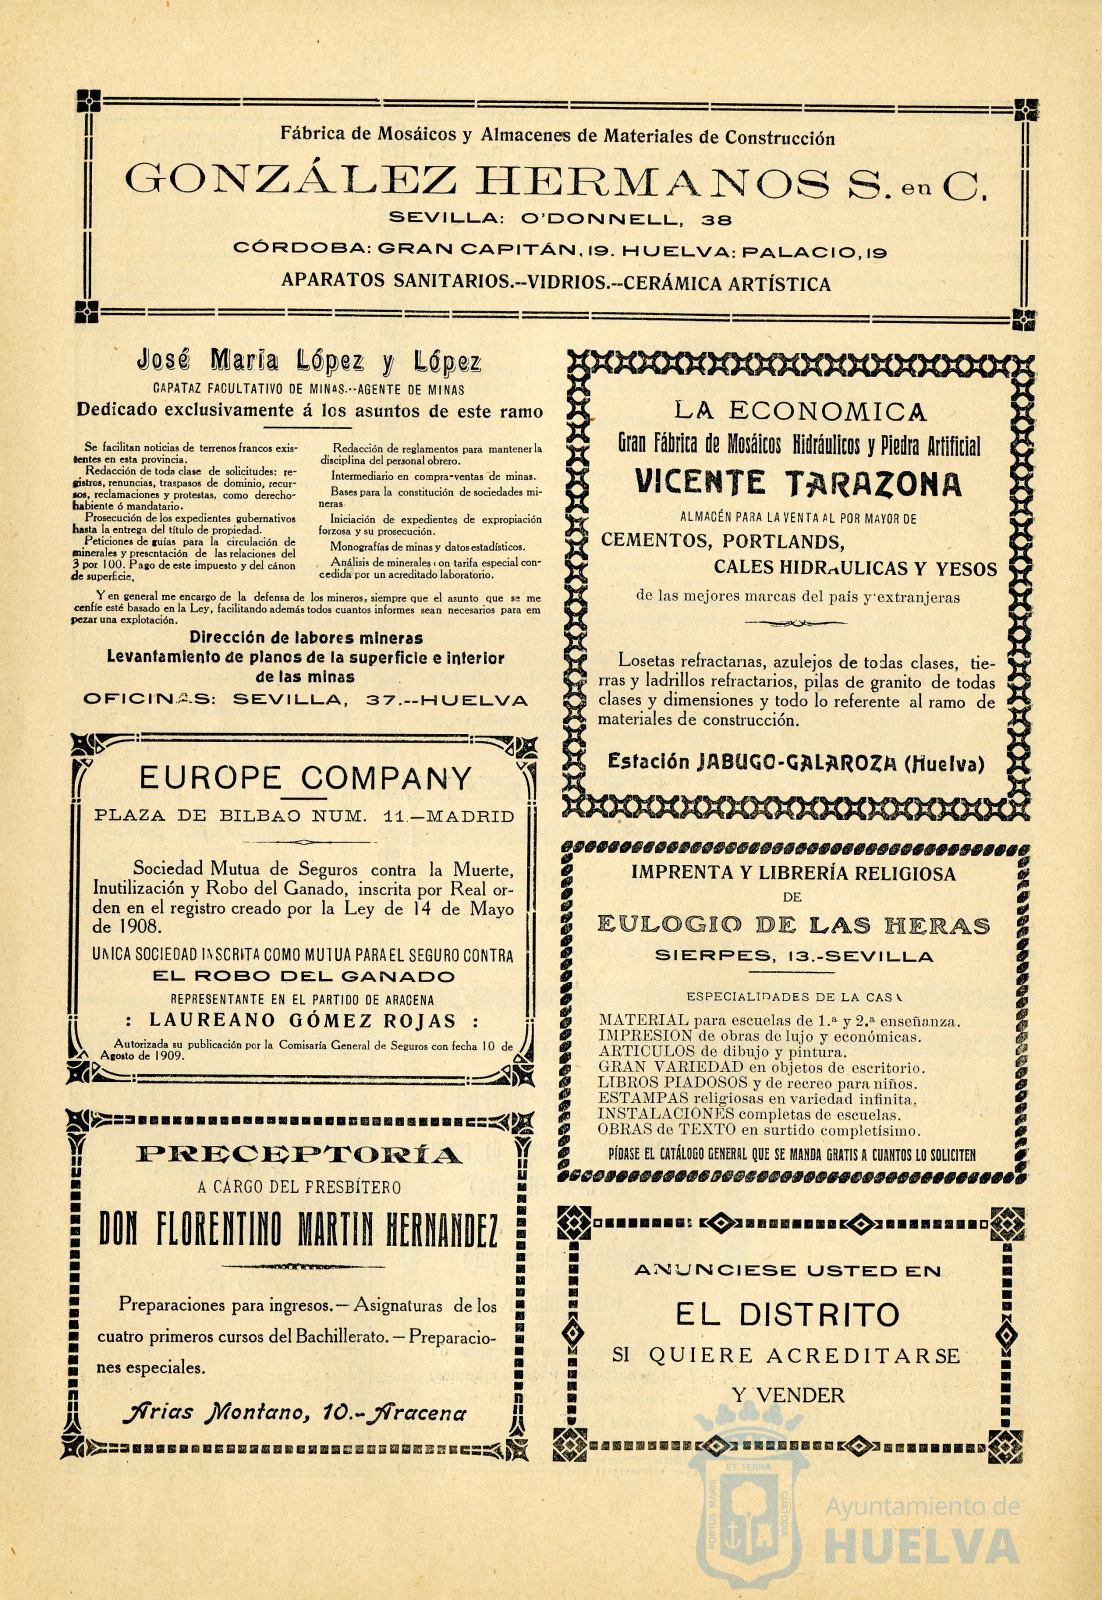 Fábrica de Mosáicos y Almacenes de Materiales de Construcción
GONZÁLEZ HERMANOS S. en C.
SEVILLA: O'DONNELL, 38
CÓRDOBA: GRAN CAPITÁN, 19. HUELVA: PALACIO, 19
APARATOS SANITARIOS.--VIDRIOS.--CERÁMICA ARTÍSTICA
José María López y López
CAPATAZ FACULTATIVO DE MINAS.--AGENTE DE MINAS
Dedicado exclusivamente á los asuntos de este ramo
Se facilitan noticias de terrenos francos exis-
tentes en esta provincia.
Redacción de toda clase de solicitudes: re-
gistros, renuncias, traspasos de dominio, recur-
sos, reclamaciones y protestas, como derecho-
habiente ó mandatario.
Prosecución de los expedientes gubernativos
hasta la entrega del título de propiedad.
Peticiones de guías para la circulación de
minerales y presentación de las relaciones del
3 por 100. Pago de este impuesto y del cánon
de superficie.
Redacción de reglamentos para mantener la
disciplina del personal obrero.
Intermediario en compra-ventas de minas.
Bases para la constitución de sociedades mi-
neras
Iniciación de expedientes de expropiación
forzosa y su prosecución.
Monografías de minas y datos estadísticos.
Análisis de minerales con tarifa especial con-
cedida por un acreditado laboratorio.
Y en general me encargo de la defensa de los mineros, siempre que el asunto que se me
cenfíe esté basado en la Ley, facilitando además todos cuantos informes sean necesarios para em
pezar una explotación.
Dirección de labores mineras
Levantamiento de planos de la superficie e interior
de las minas
OFICINAS: SEVILLA, 37.--HUELVA
LA ECONOMICA
Gran Fábrica de Mosáicos Hidráulicos y Piedra Artificial
VICENTE TARAZONA
ALMACÉN PARA LA VENTA AL POR MAYOR DE
CEMENTOS, PORTLANDS,
CALES HIDRAULICAS Y YESOS
de las mejores marcas del país y extranjeras
Losetas refractarias, azulejos de todas clases, tie-
rras y ladrillos refractarios, pilas de granito de todas
clases y dimensiones y todo lo referente al ramo de
materiales de construcción.
Estación JABUGO-GALAROZA (Huelva)
EUROPE COMPANY
PLAZA DE BILBAO NUM. 11.—MADRID
Sociedad Mutua de Seguros contra la Muerte,
Inutilización y Robo del Ganado, inscrita por Real or-
den en el registro creado por la Ley de 14 de Mayo
de 1908.
UNICA SOCIEDAD INSCRITA COMO MUTUA PARA EL SEGURO CONTRA
EL ROBO DEL GANADO
REPRESENTANTE EN EL PARTIDO DE ARACENA
: LAUREANO GÓMEZ ROJAS :
Autorizada su publicación por la Comisaría General de Seguros con fecha 10 de
Agosto de 1909.
IMPRENTA Y LIBRERÍA RELIGIOSA
DE
EULOGIO DE LAS HERAS
SIERPES, 13.-SEVILLA
ESPECIALIDADES DE LA CASA
MATERIAL para escuelas de 1.ª y 2.ª enseñanza.
IMPRESION de obras de lujo y económicas.
ARTICULOS de dibujo y pintura.
GRAN VARIEDAD en objetos de escritorio.
LIBROS PIADOSOS y de recreo para niños.
ESTAMPAS religiosas en variedad infinita.
INSTALACIONES completas de escuelas.
OBRAS de TEXTO en surtido completísimo.
PÍDASE EL CATÁLOGO GENERAL QUE SE MANDA GRATIS A CUANTOS LO SOLICITEN
PRECEPTORÍA
A CARGO DEL PRESBÍTERO
DON FLORENTINO MARTIN HERNANDEZ
Preparaciones para ingresos.—Asignaturas de los
cuatro primeros cursos del Bachillerato.—Preparacio-
nes especiales.
Arias Montano, 10.-Aracena
ANUNCIESE USTED EN
EL DISTRITO
SI QUIERE ACREDITARSE
Y VENDER
ET TERRA
PORTUS MARIS
CUSTODIA
Ayuntamiento de
HUELVA